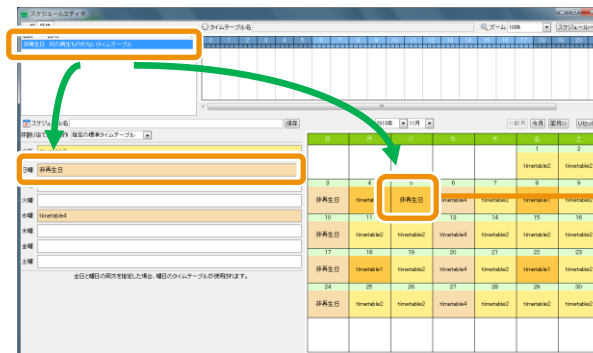 スケジュールエディタ
タイムテーブル名
ズーム 100%
スケジュール一
非再生日 何の再生も行わないタイムテーブル
スケジュール名
保存
指定の標準タイムテーブル
2013年 11月
今月
日曜 非再生日
火曜
水曜 timetable4
木曜
金曜
土曜
全日と曜日の両方を指定した場合、曜日のタイムテーブルが使用されます。
日 月 火 水 木 金 土
1 2
timetable2 timetable2
3 4 5 6 7 8 9
非再生日 非再生日 timetable4 timetable2 timetable1 timetable2
10 11 13 14 15 16
非再生日 timetable2 timetable2 timetable4 timetable2 timetable2 timetable2
17 18 19 20 21 22 23
非再生日 timetable1 timetable2 timetable4 timetable2 timetable1 timetable2
24 25 26 27 28 29 30
非再生日 timetable2 timetable2 timetable4 timetable2 timetable2 timetable2